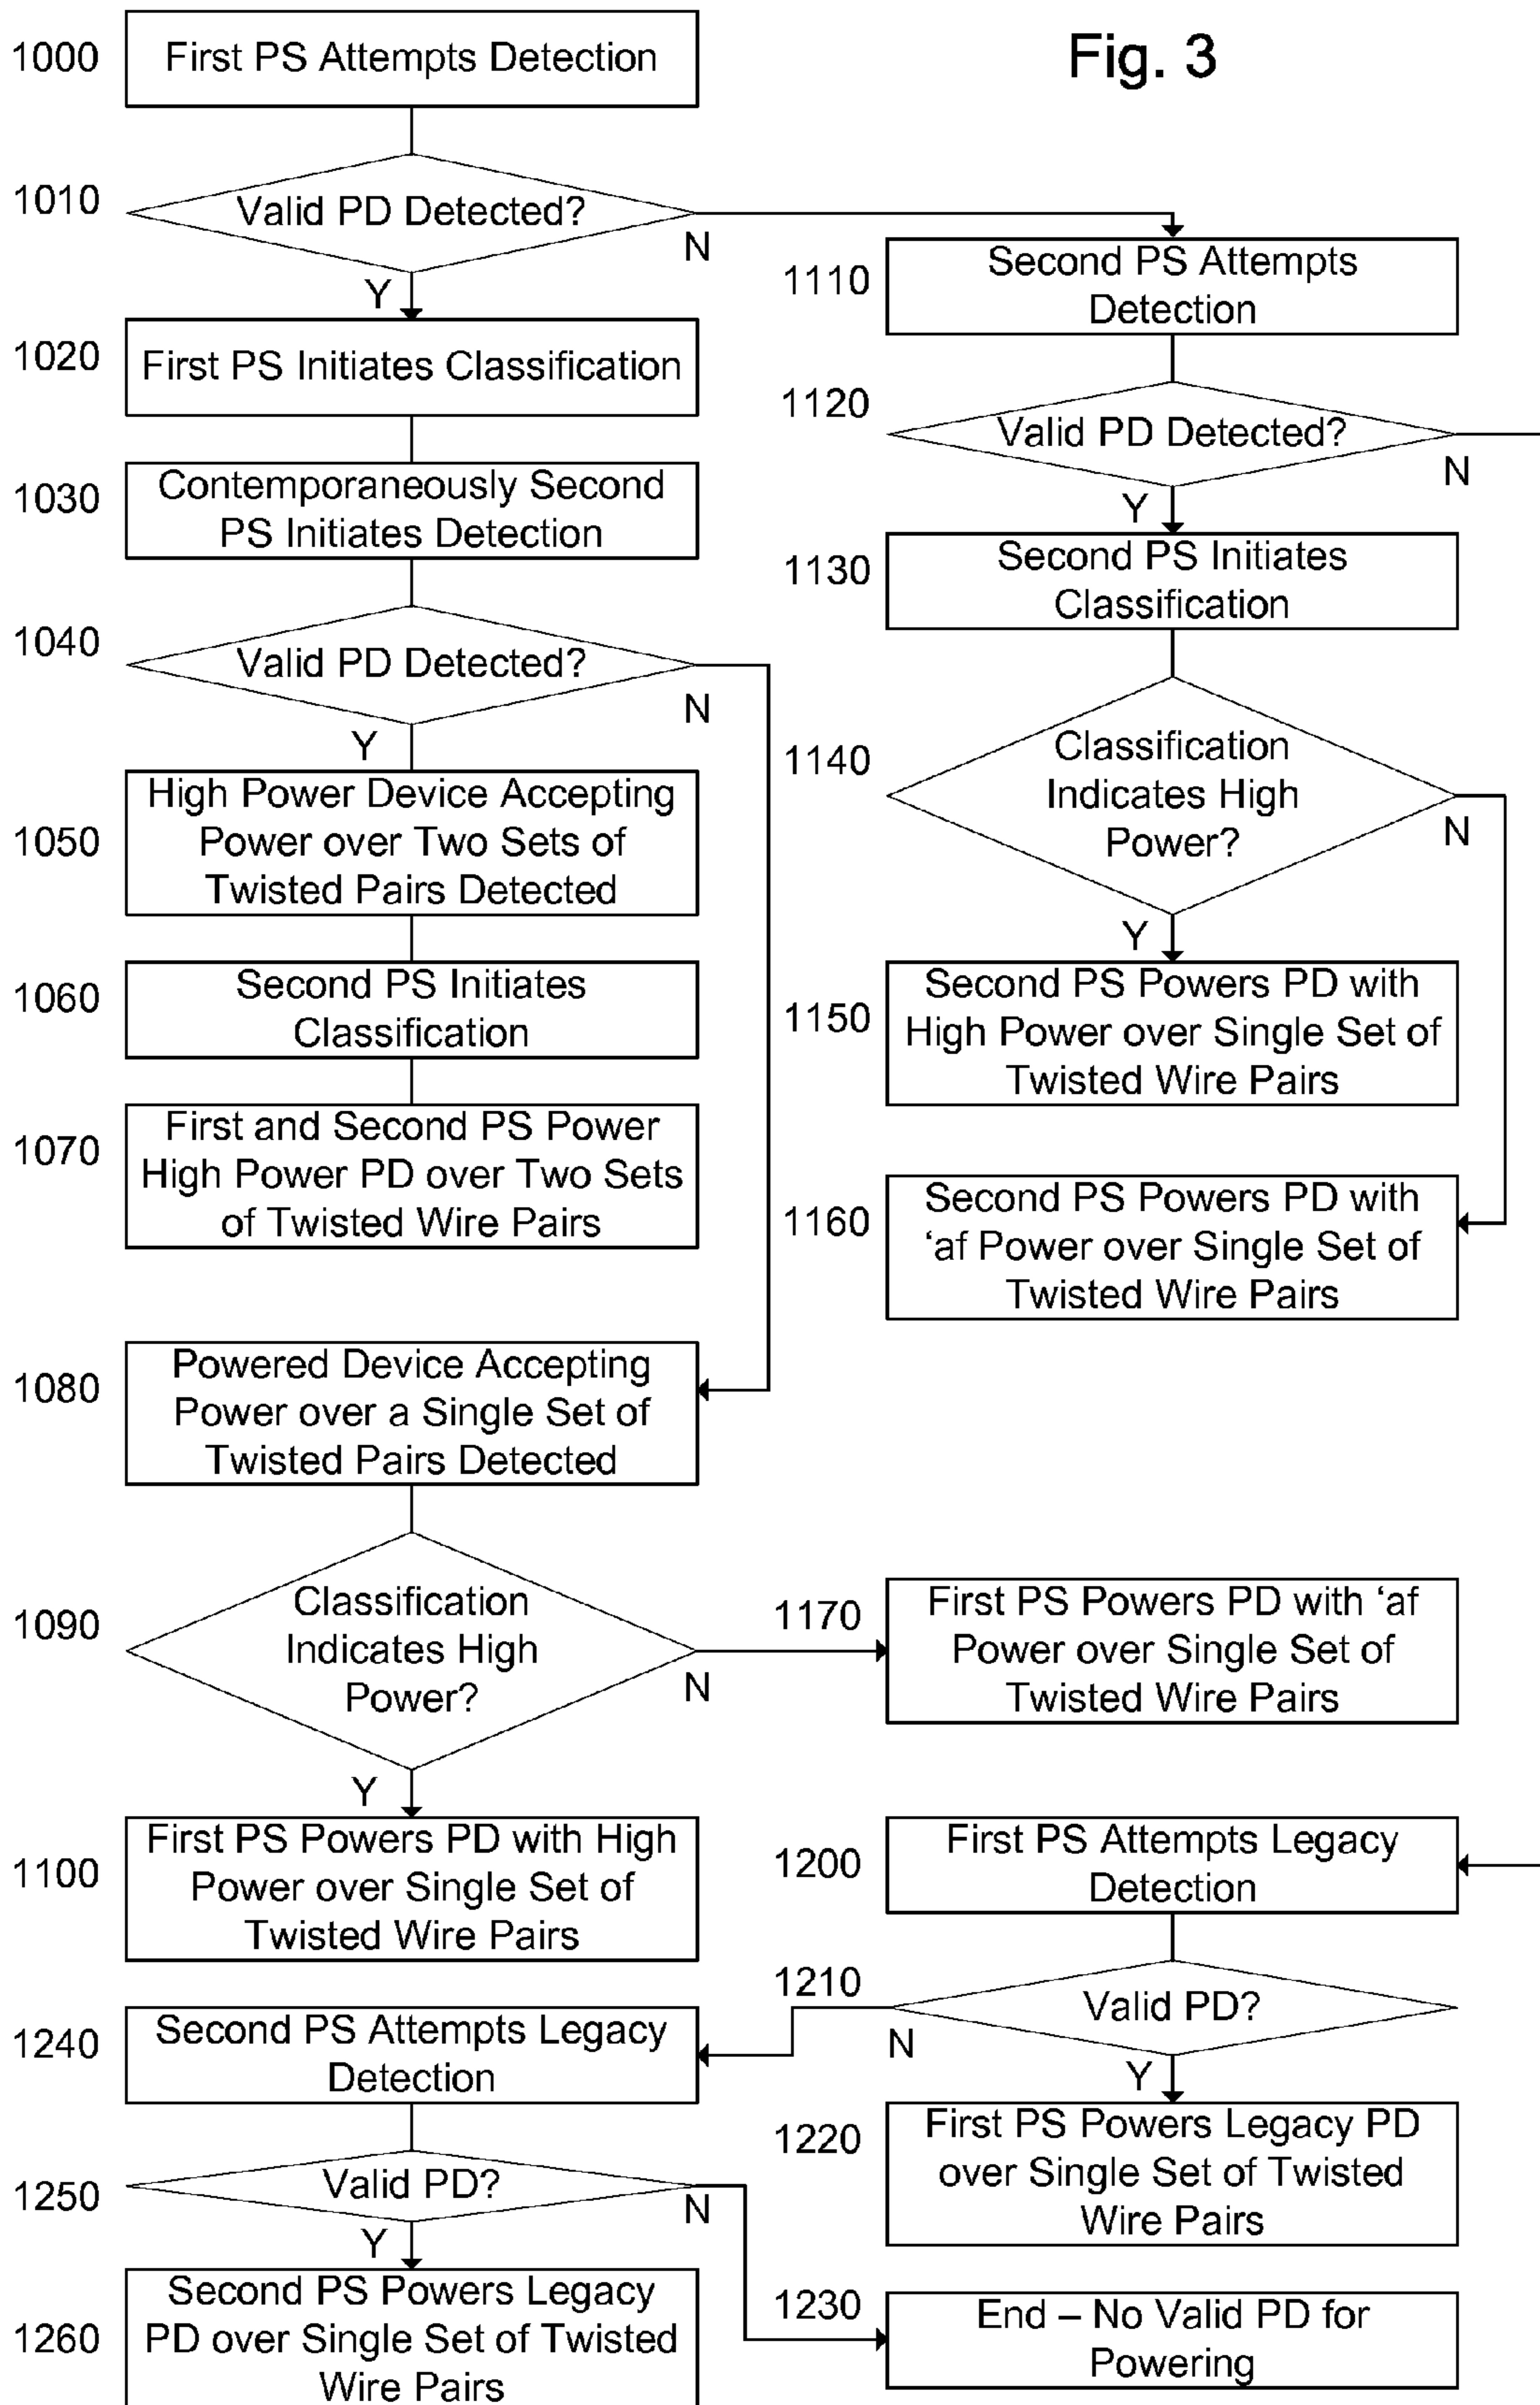 Fig. 3
1000
First PS Attempts Detection
1010
Valid PD Detected?
N
Y
1020
First PS Initiates Classification
1030
Contemporaneously Second
PS Initiates Detection
1040
Valid PD Detected?
N
Y
1050
High Power Device Accepting
Power over Two Sets of
Twisted Pairs Detected
1060
Second PS Initiates
Classification
1070
First and Second PS Power
High Power PD over Two Sets
of Twisted Wire Pairs
1080
Powered Device Accepting
Power over a Single Set of
Twisted Pairs Detected
1090
Classification
Indicates High
Power?
N
Y
1100
First PS Powers PD with High
Power over Single Set of
Twisted Wire Pairs
1110
Second PS Attempts
Detection
1120
Valid PD Detected?
N
Y
1130
Second PS Initiates
Classification
1140
Classification
Indicates High
Power?
N
Y
1150
Second PS Powers PD with
High Power over Single Set of
Twisted Wire Pairs
1160
Second PS Powers PD with
‘af Power over Single Set of
Twisted Wire Pairs
1170
First PS Powers PD with ‘af
Power over Single Set of
Twisted Wire Pairs
1200
First PS Attempts Legacy
Detection
1210
Valid PD?
N
Y
1220
First PS Powers Legacy PD
over Single Set of Twisted
Wire Pairs
1240
Second PS Attempts Legacy
Detection
1250
Valid PD?
N
Y
1260
Second PS Powers Legacy
PD over Single Set of Twisted
Wire Pairs
1230
End – No Valid PD for
Powering